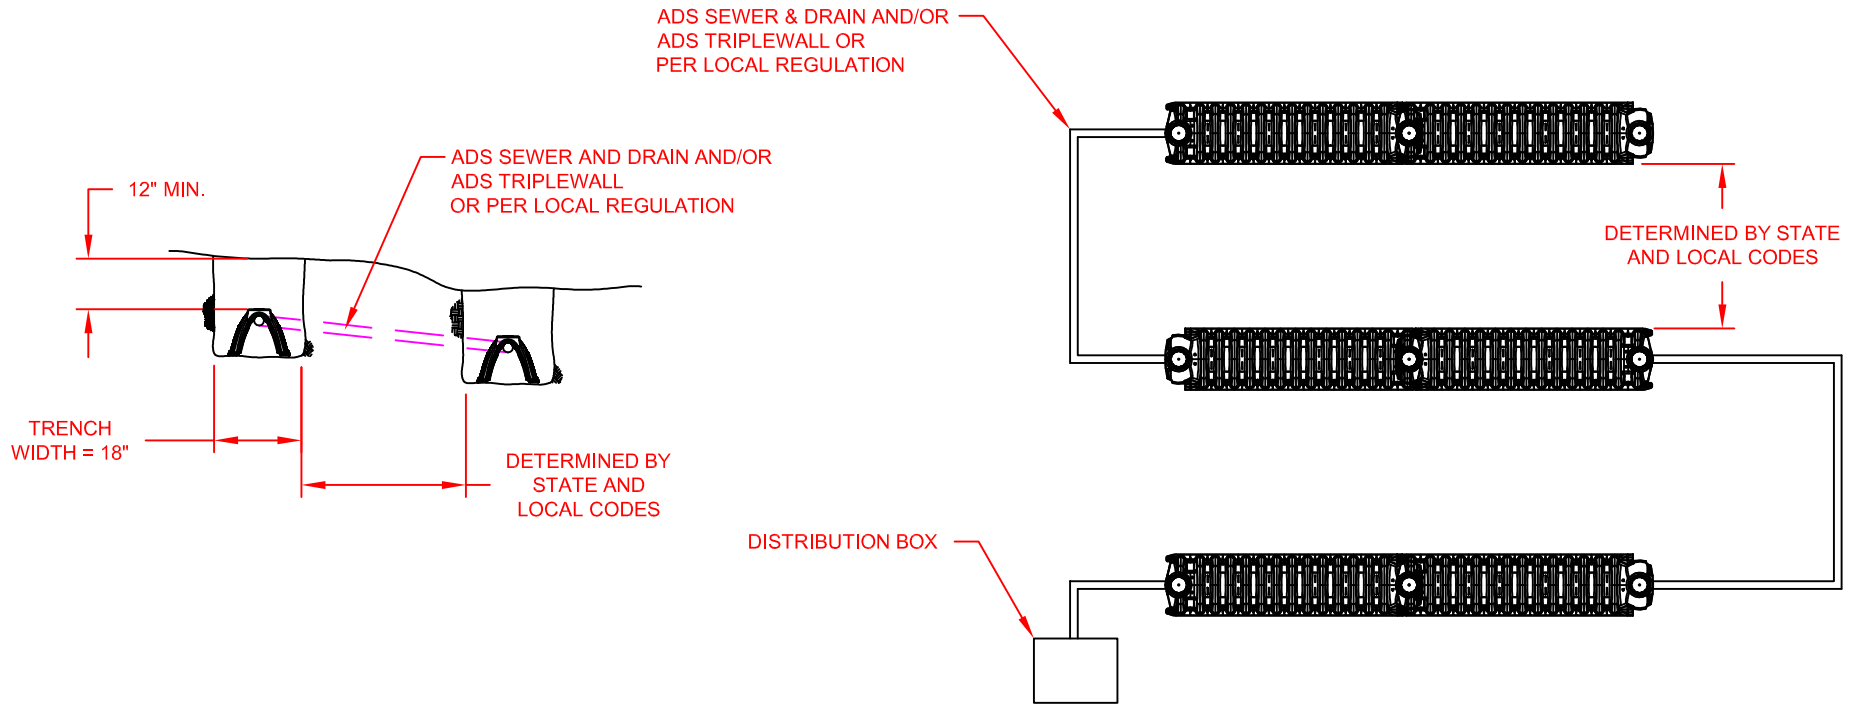 ADS SEWER & DRAIN AND/OR
ADS TRIPLEWALL OR
PER LOCAL REGULATION
ADS SEWER AND DRAIN AND/OR
ADS TRIPLEWALL
OR PER LOCAL REGULATION
12" MIN.
DETERMINED BY STATE
AND LOCAL CODES
TRENCH
WIDTH = 18"
DETERMINED BY
STATE AND
LOCAL CODES
DISTRIBUTION BOX